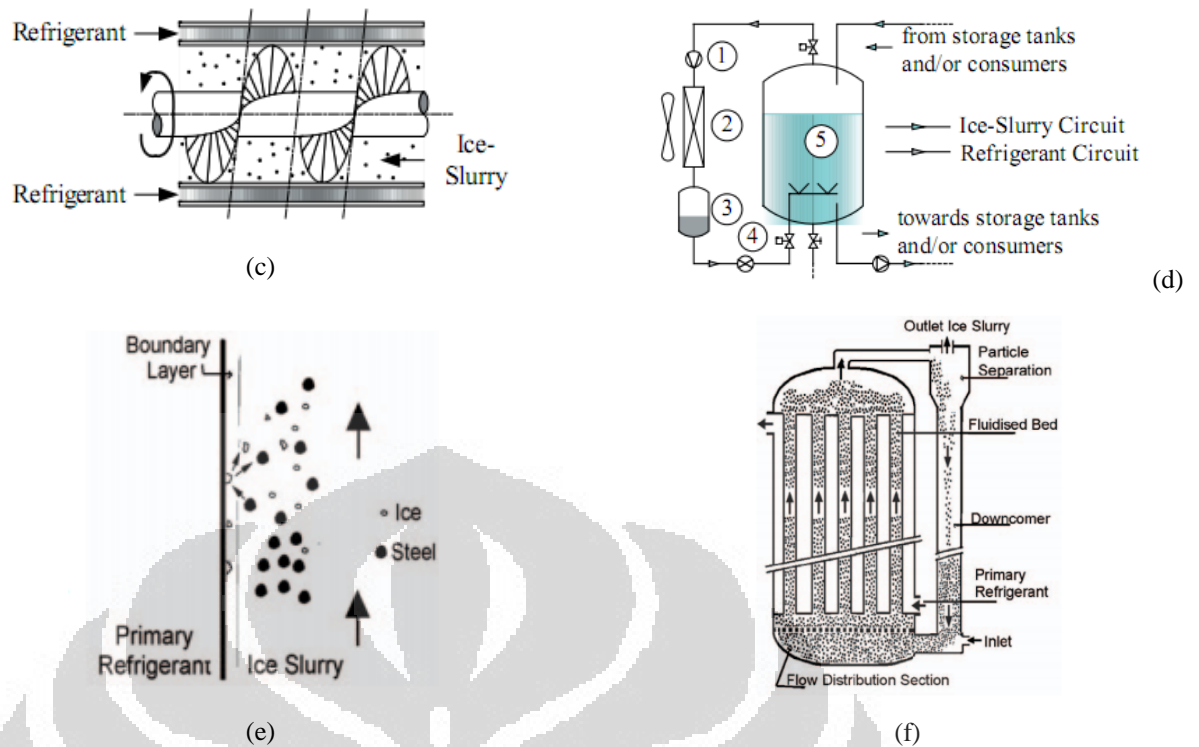 Refrigerant
Ice-
Slurry
Refrigerant
(c)
1
2
3
4
5
from storage tanks
and/or consumers
Ice-Slurry Circuit
Refrigerant Circuit
towards storage tanks
and/or consumers
(d)
Boundary
Layer
Ice
Steel
Primary
Refrigerant
Ice Slurry
(e)
Outlet Ice Slurry
Particle
Separation
Fluidised Bed
Downcomer
Primary
Refrigerant
Inlet
Flow Distribution Section
(f)